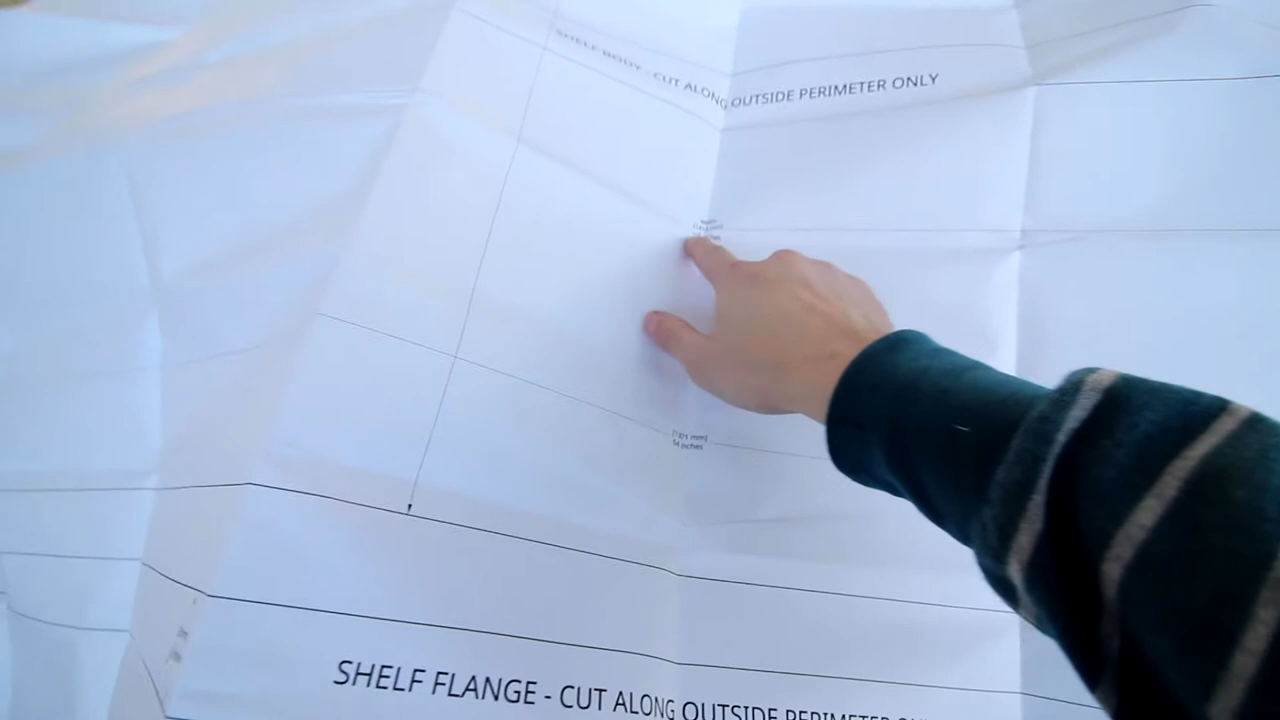 SHELF BODY - CUT ALONG OUTSIDE PERIMETER ONLY
[1371 mm]
54 inches
SHELF FLANGE - CUT ALONG OUTSIDE PERIMETER